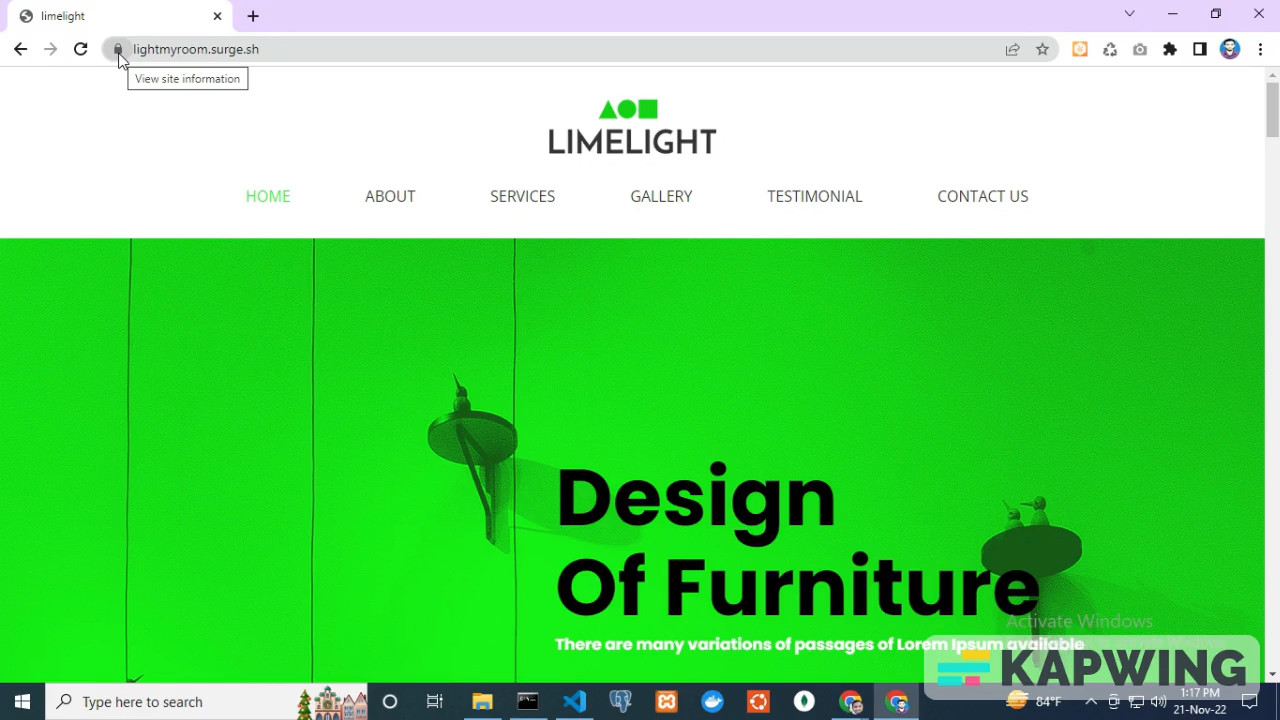 limelight
lightmyroom.surge.sh
View site information
LIMELIGHT
HOME ABOUT SERVICES GALLERY TESTIMONIAL CONTACT US
Design
Of Furniture
There are many variations of passages of Lorem Ipsum available
Activate Windows
KAPWING
Type here to search
84°F
1:17 PM
21-Nov-22